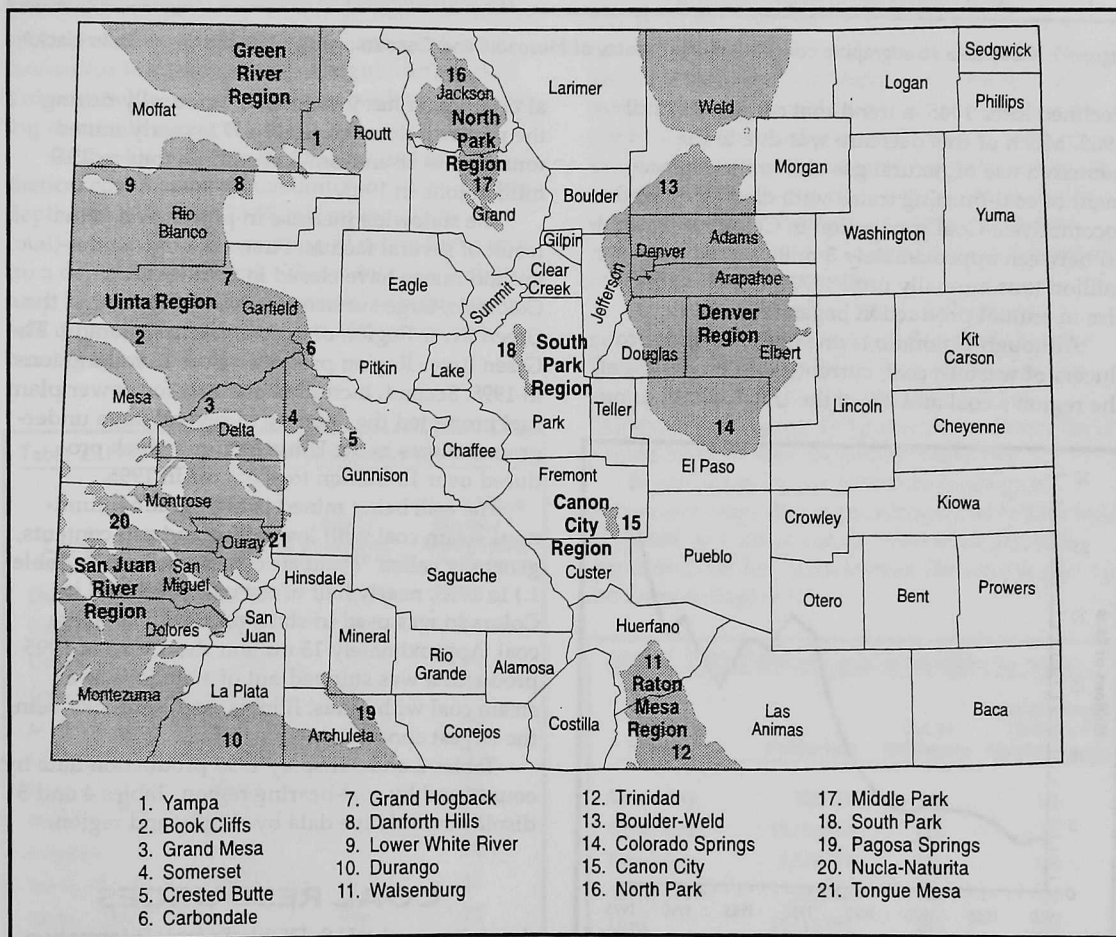 Green
River
Region
Moffat
1
Routt
16
Jackson
North
Park
Region
17
Grand
Larimer
Weld
Logan
Sedgwick
Phillips
Morgan
9
8
Rio
Blanco
Boulder
13
Yuma
Washington
Gilpin
Clear
Creek
Denver
Adams
Arapahoe
Jefferson
7
Uinta Region
Garfield
Eagle
Summit
2
6
Denver
Region
Douglas
Elbert
Kit
Carson
18
South
Park
Region
Mesa
3
4
Pitkin
Lake
Park
Teller
Lincoln
Cheyenne
Delta
5
Gunnison
Chaffee
14
El Paso
Fremont
Montrose
20
Canon
City
15
Region
Crowley
Kiowa
Ouray
21
San Juan
River
Region
San
Miguel
Hinsdale
Saguache
Custer
Pueblo
Otero
Bent
Prowers
Dolores
San
Juan
Mineral
Huerfano
Rio
Grande
Alamosa
11
Raton
Mesa
Region
12
Montezuma
La Plata
19
Archuleta
10
Conejos
Costilla
Las
Animas
Baca
1. Yampa
2. Book Cliffs
3. Grand Mesa
4. Somerset
5. Crested Butte
6. Carbondale
7. Grand Hogback
8. Danforth Hills
9. Lower White River
10. Durango
11. Walsenburg
12. Trinidad
13. Boulder-Weld
14. Colorado Springs
15. Canon City
16. North Park
17. Middle Park
18. South Park
19. Pagosa Springs
20. Nucla-Naturita
21. Tongue Mesa